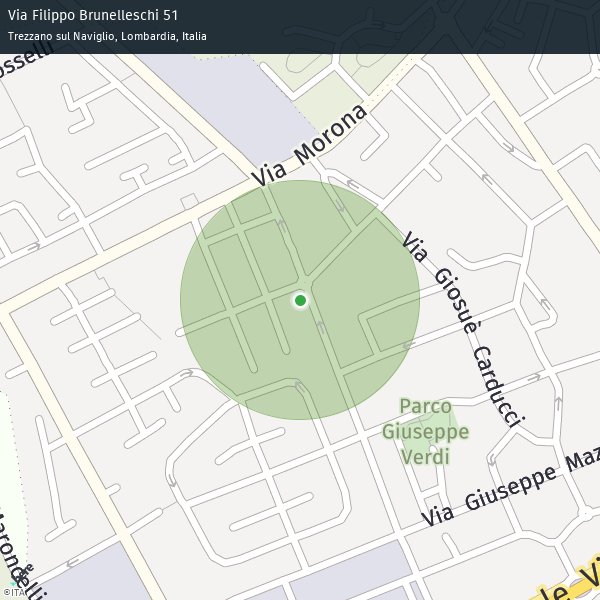 Via Filippo Brunelleschi 51
Trezzano sul Naviglio, Lombardia, Italia
osselli
Via Morona
Via Giosuè Carducci
Parco
Giuseppe
Verdi
Via Giuseppe Maz
Marondelli
le Vi
©ITA